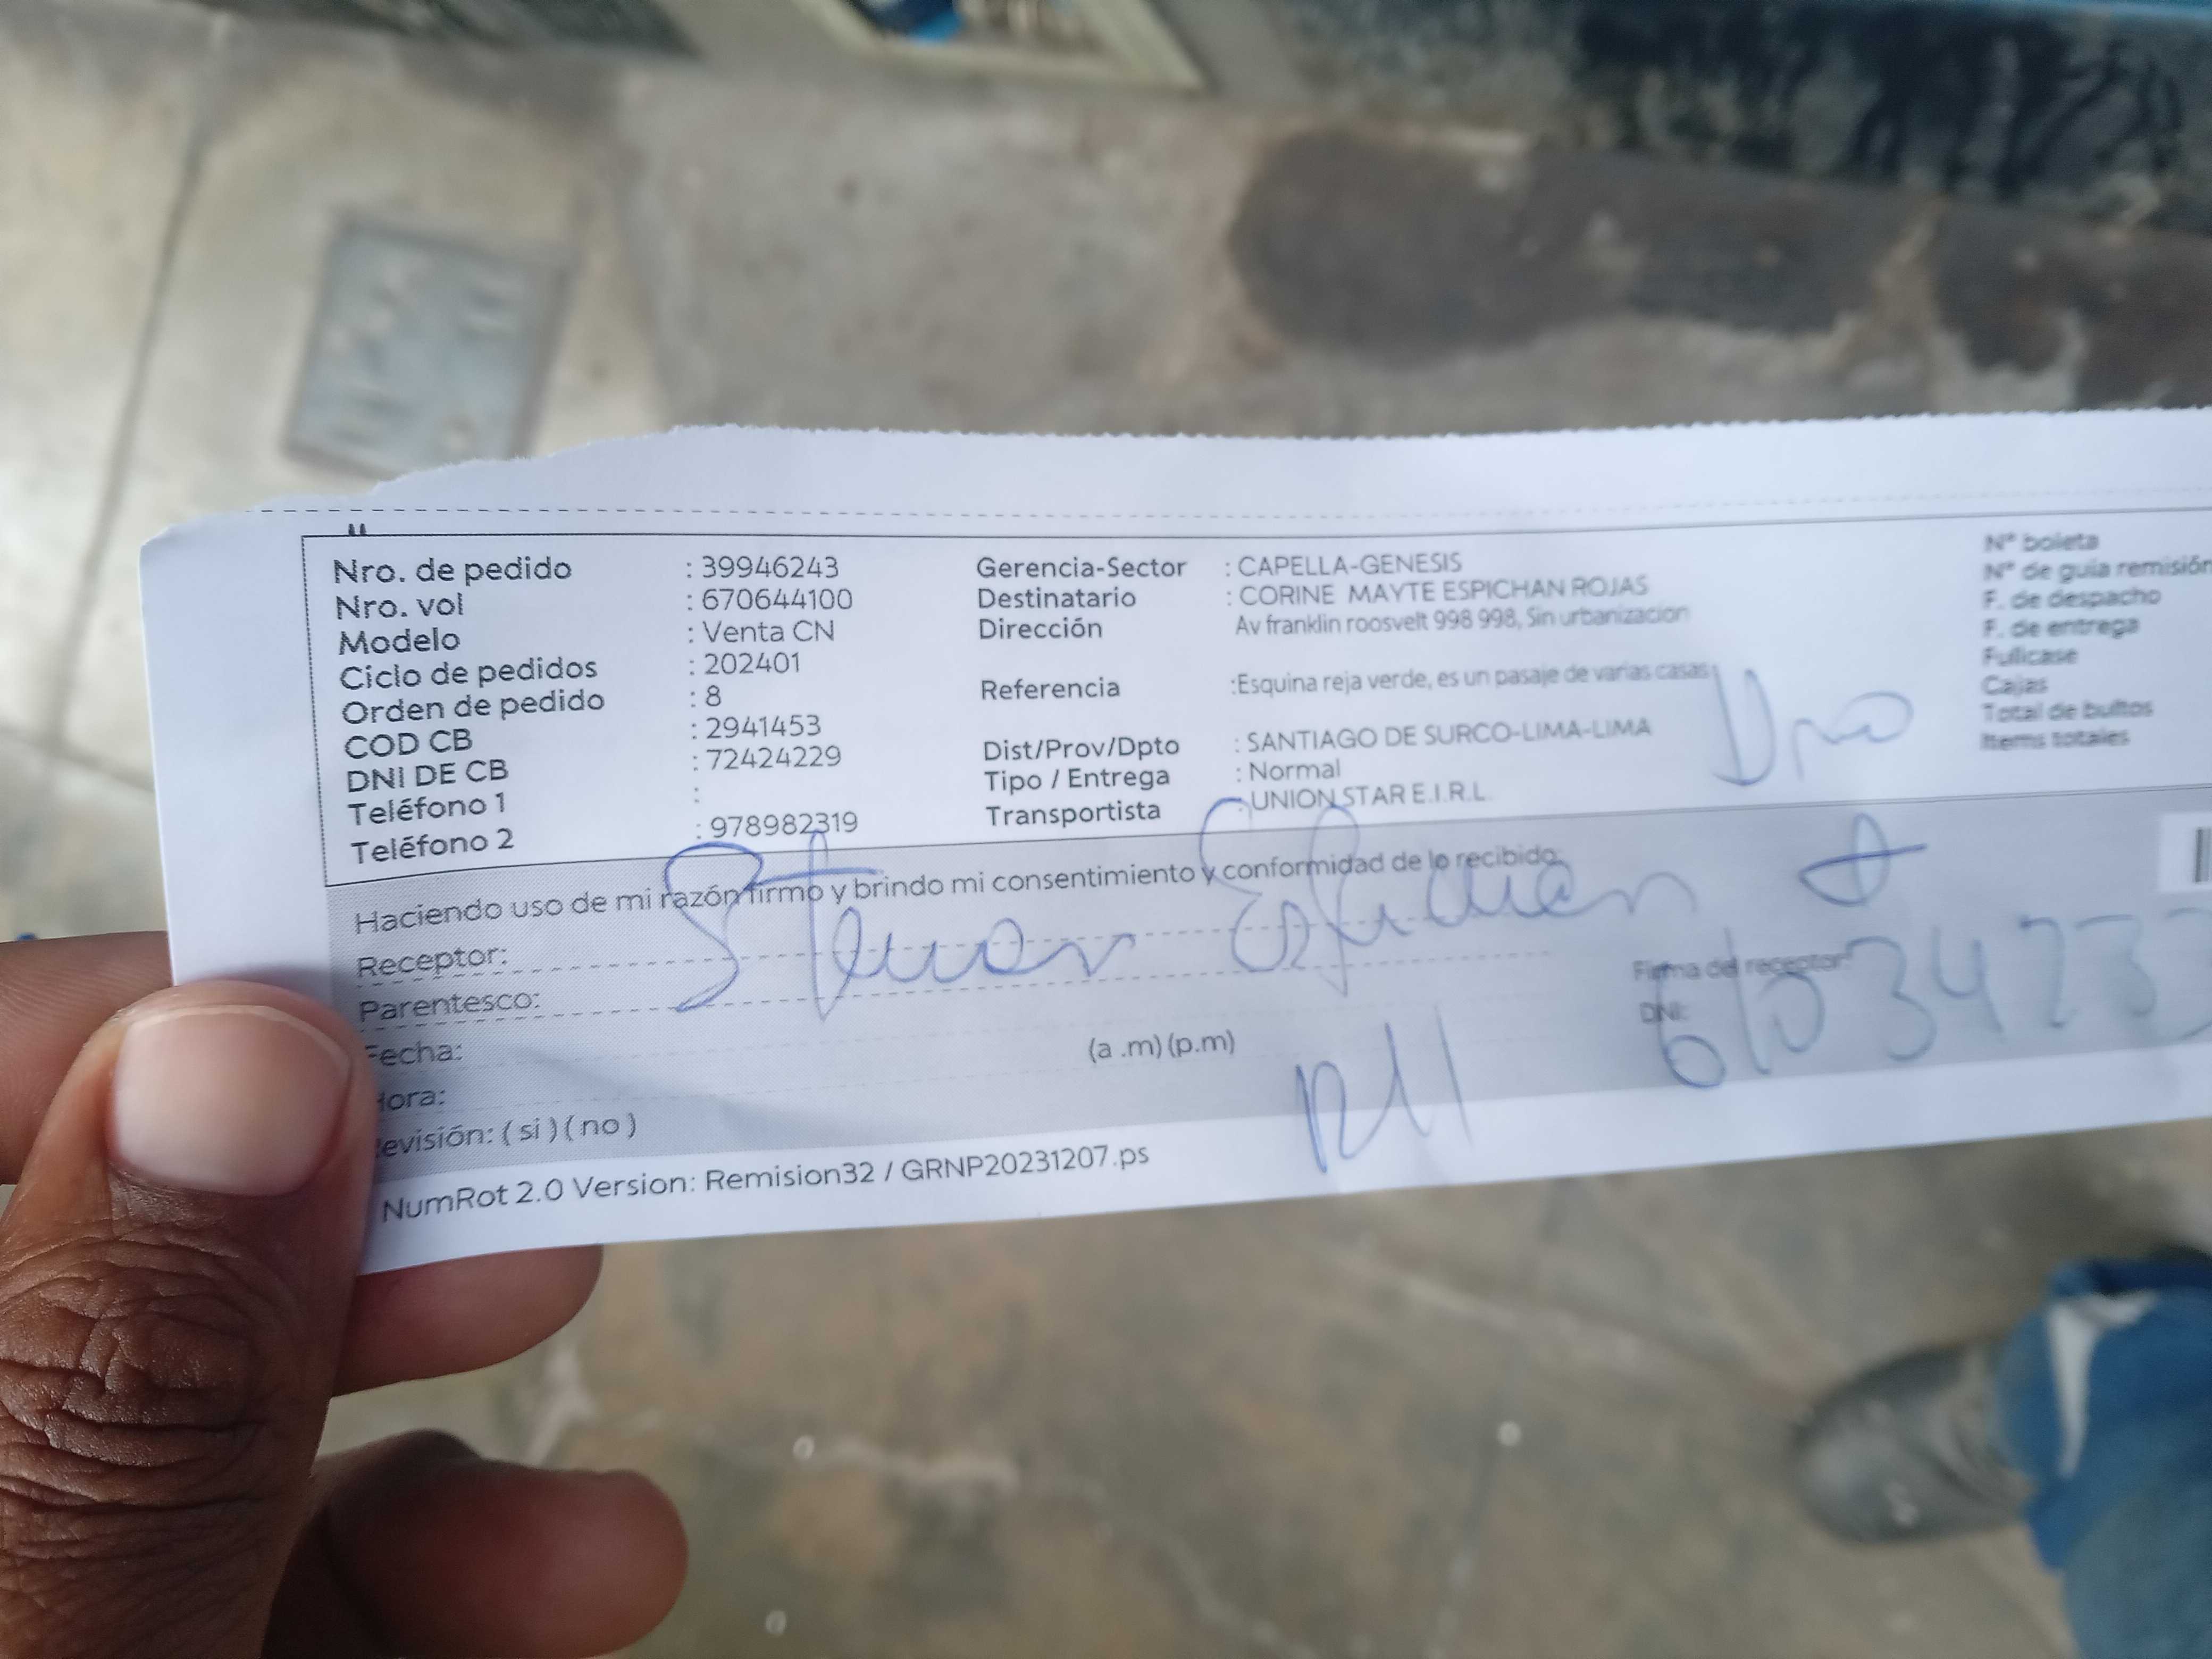 Nro. de pedido : 39946243
Nro. vol : 670644100
Modelo : Venta CN
Ciclo de pedidos : 202401
Orden de pedido : 8
COD CB : 2941453
DNI DE CB : 72424229
Teléfono 1 :
Teléfono 2 : 978982319
Gerencia-Sector : CAPELLA-GENESIS
Destinatario : CORINE MAYTE ESPICHAN ROJAS
Dirección Av franklin roosvelt 998 998, Sin urbanizacion
Referencia :Esquina reja verde, es un pasaje de varias casas
Dist/Prov/Dpto : SANTIAGO DE SURCO-LIMA-LIMA
Tipo / Entrega : Normal
Transportista : UNION STAR E.I.R.L
N° boleta
N° de guía remisión
F. de despacho
F. de entrega
Fullcase
Cajas
Total de bultos
Items totales
Haciendo uso de mi razón firmo y brindo mi consentimiento y conformidad de lo recibido.
Receptor:
Parentesco:
Fecha:
Hora: (a .m) (p.m)
evisión: ( si ) ( no )
Firma del receptor
DNI:
NumRot 2.0 Version: Remision32 / GRNP20231207.ps